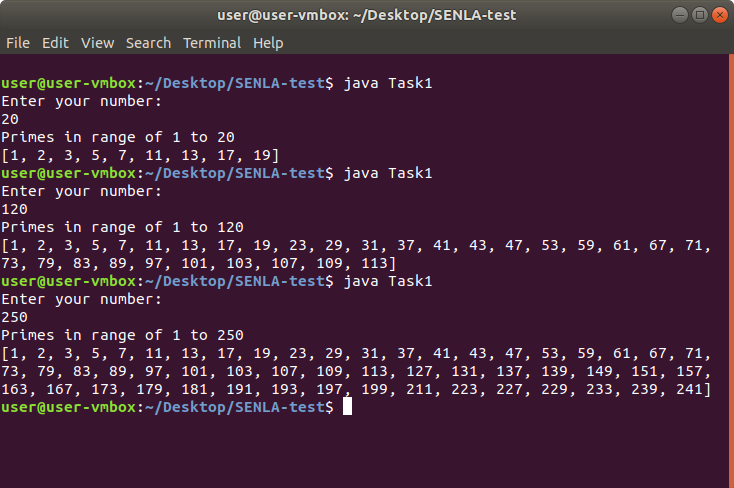 user@user-vmbox: ~/Desktop/SENLA-test
File Edit View Search Terminal Help
user@user-vmbox:~/Desktop/SENLA-test$ java Task1
Enter your number:
20
Primes in range of 1 to 20
[1, 2, 3, 5, 7, 11, 13, 17, 19]
user@user-vmbox:~/Desktop/SENLA-test$ java Task1
Enter your number:
120
Primes in range of 1 to 120
[1, 2, 3, 5, 7, 11, 13, 17, 19, 23, 29, 31, 37, 41, 43, 47, 53, 59, 61, 67, 71,
73, 79, 83, 89, 97, 101, 103, 107, 109, 113]
user@user-vmbox:~/Desktop/SENLA-test$ java Task1
Enter your number:
250
Primes in range of 1 to 250
[1, 2, 3, 5, 7, 11, 13, 17, 19, 23, 29, 31, 37, 41, 43, 47, 53, 59, 61, 67, 71,
73, 79, 83, 89, 97, 101, 103, 107, 109, 113, 127, 131, 137, 139, 149, 151, 157,
163, 167, 173, 179, 181, 191, 193, 197, 199, 211, 223, 227, 229, 233, 239, 241]
user@user-vmbox:~/Desktop/SENLA-test$